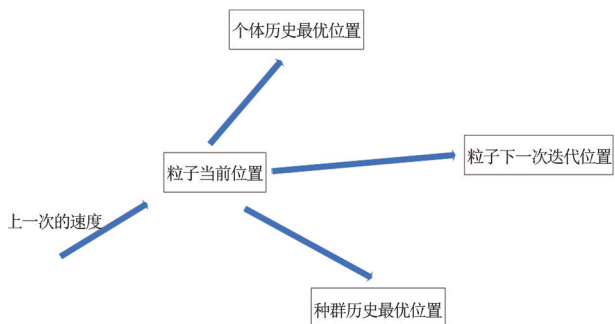 个体历史最优位置
粒子当前位置
粒子下一次迭代位置
上一次的速度
种群历史最优位置